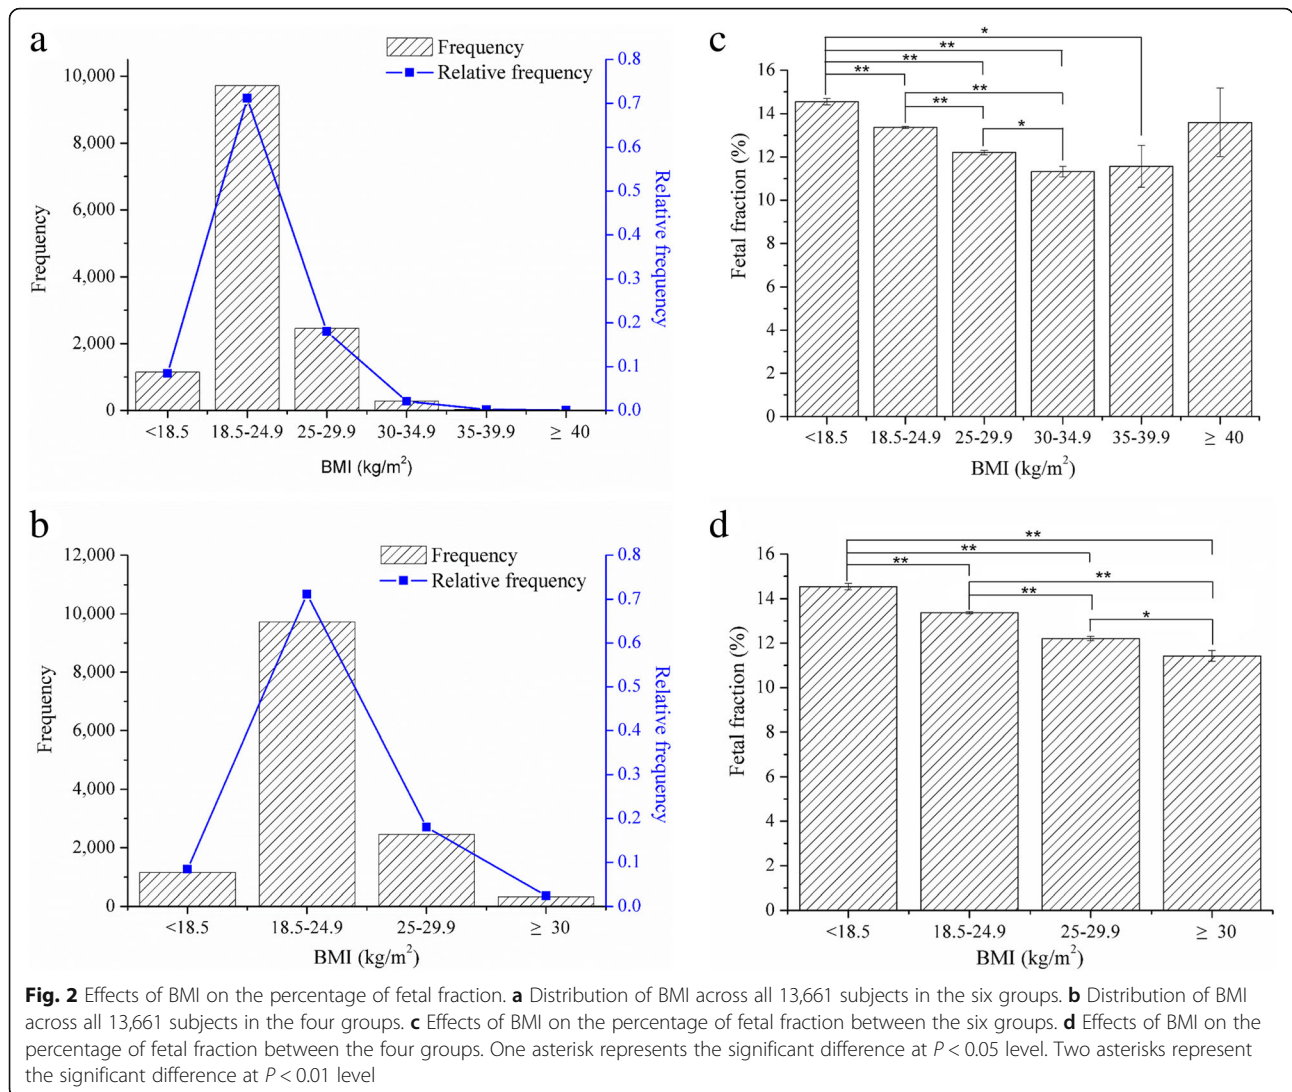 a
Frequency
Relative frequency
10,000
8,000
6,000
4,000
2,000
0
Frequency
0.8
0.7
0.6
0.5
0.4
0.3
0.2
0.1
0.0
Relative frequency
<18.5 18.5-24.9 25-29.9 30-34.9 35-39.9 ≥ 40
BMI (kg/m²)
c
*
**
**
**
**
**
*
16
14
12
10
8
6
4
2
0
Fetal fraction (%)
<18.5 18.5-24.9 25-29.9 30-34.9 35-39.9 ≥ 40
BMI (kg/m²)
b
Frequency
Relative frequency
12,000
10,000
8,000
6,000
4,000
2,000
0
Frequency
0.8
0.7
0.6
0.5
0.4
0.3
0.2
0.1
0.0
Relative frequency
<18.5 18.5-24.9 25-29.9 ≥ 30
BMI (kg/m²)
d
**
**
**
**
**
*
16
14
12
10
8
6
4
2
0
Fetal fraction (%)
<18.5 18.5-24.9 25-29.9 ≥ 30
BMI (kg/m²)
Fig. 2 Effects of BMI on the percentage of fetal fraction. a Distribution of BMI across all 13,661 subjects in the six groups. b Distribution of BMI
across all 13,661 subjects in the four groups. c Effects of BMI on the percentage of fetal fraction between the six groups. d Effects of BMI on the
percentage of fetal fraction between the four groups. One asterisk represents the significant difference at P < 0.05 level. Two asterisks represent
the significant difference at P < 0.01 level